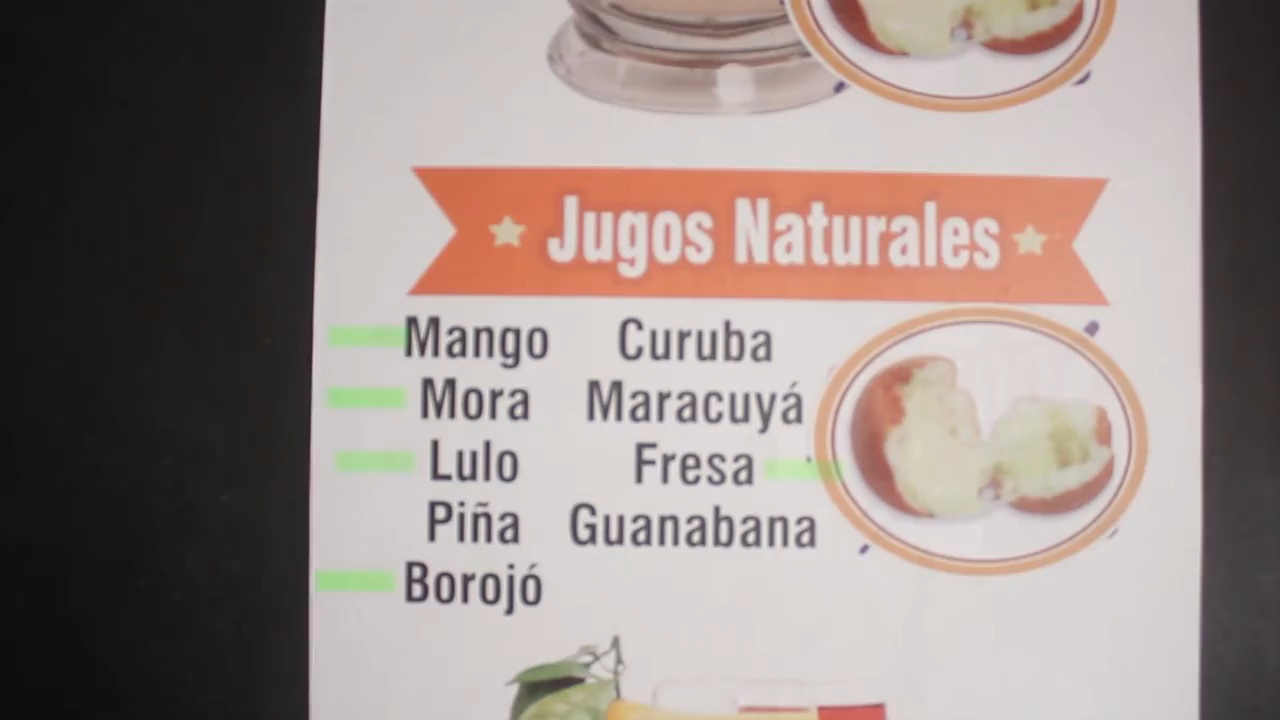 Jugos Naturales
Mango Curuba
Mora Maracuyá
Lulo Fresa
Piña Guanabana
Borojó